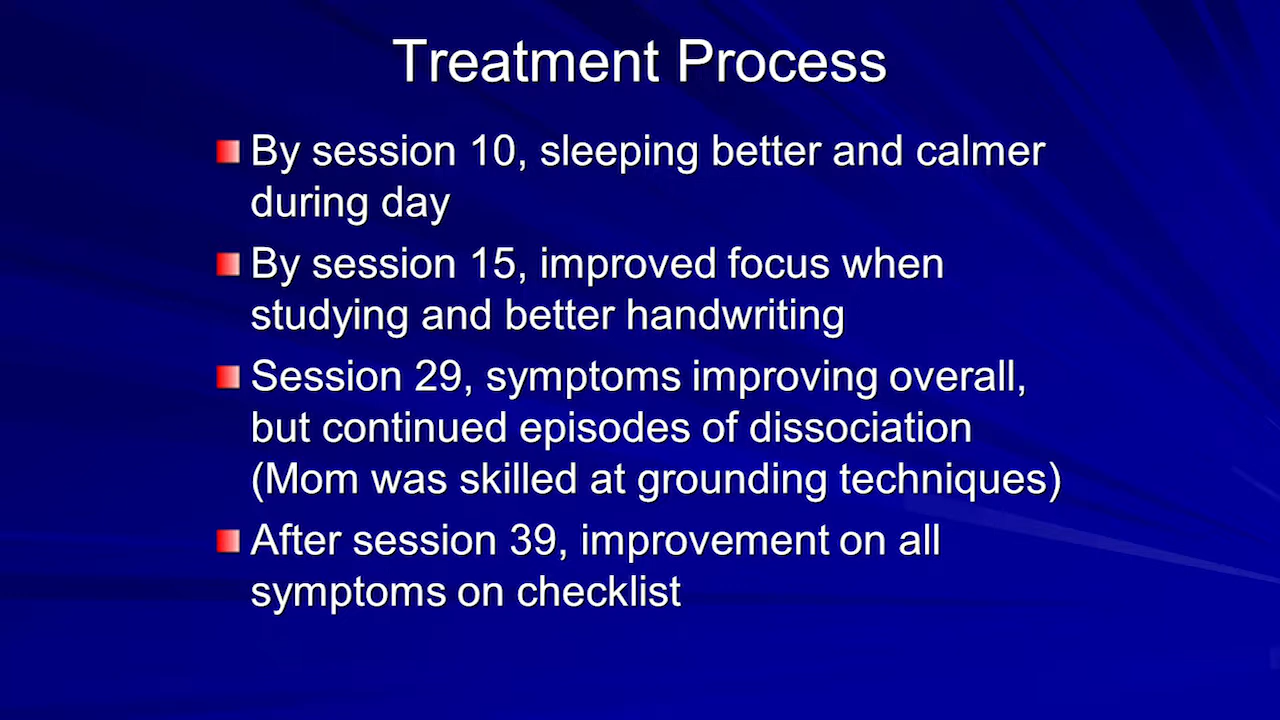 Treatment Process
By session 10, sleeping better and calmer
during day
By session 15, improved focus when
studying and better handwriting
Session 29, symptoms improving overall,
but continued episodes of dissociation
(Mom was skilled at grounding techniques)
After session 39, improvement on all
symptoms on checklist